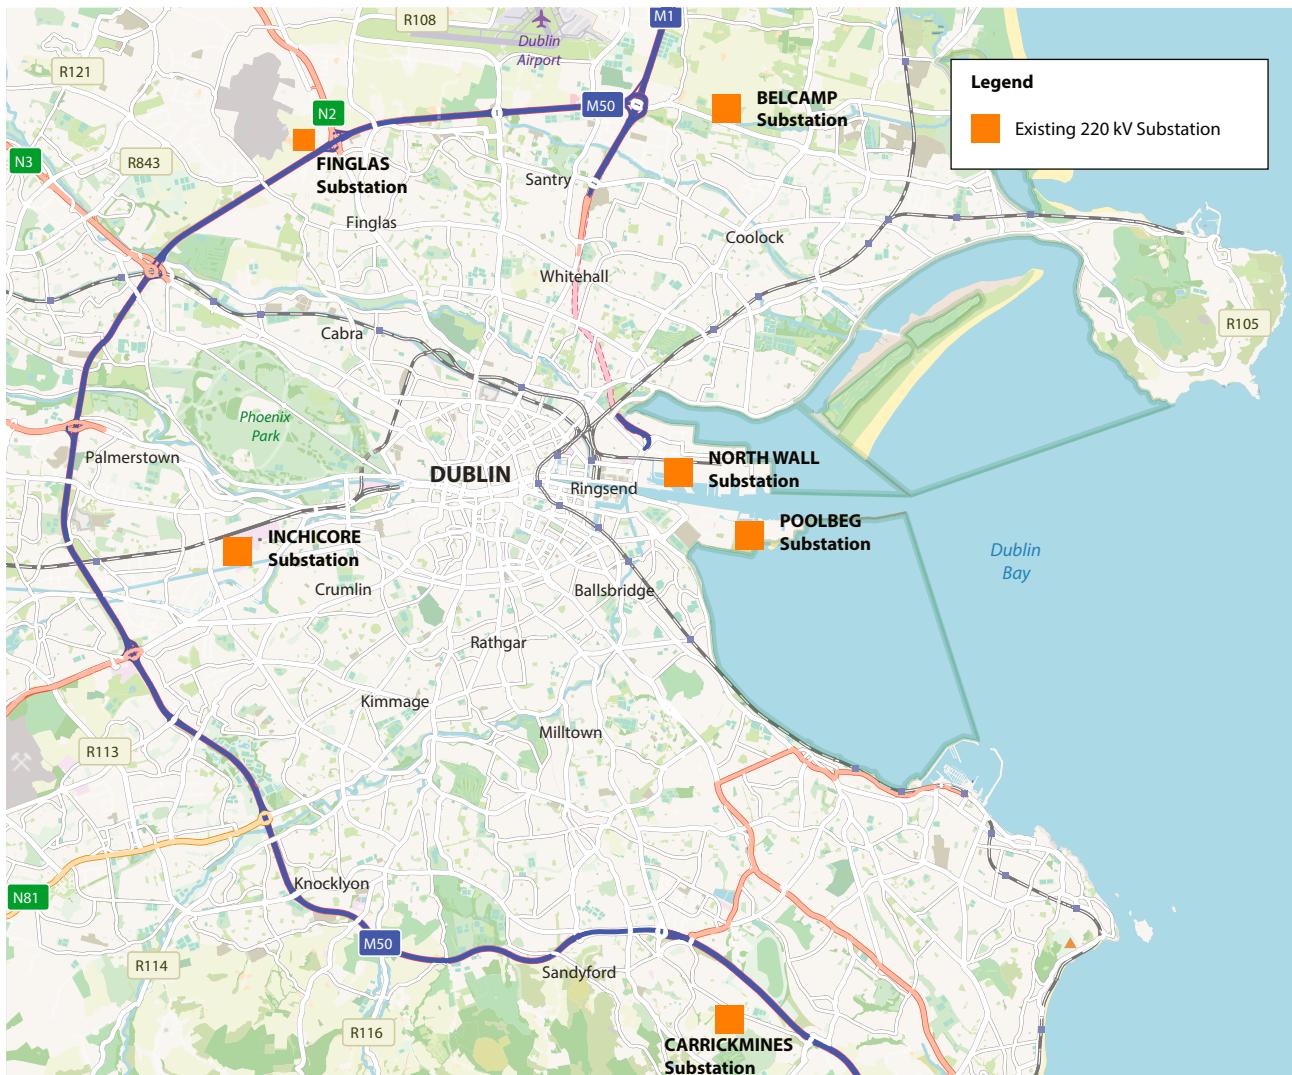 R108
M1
Dublin
Airport
R121
Legend
BELCAMP
Substation
M50
N2
Existing 220 kV Substation
N3
R843
FINGLAS
Substation
Santry
Finglas
Coolock
Whitehall
R105
Cabra
Phoenix
Park
Palmerstown
DUBLIN
NORTH WALL
Substation
Ringsend
POOLBEG
Substation
INCHICORE
Substation
Dublin
Bay
Crumlin
Ballsbridge
Rathgar
Kimmage
Milltown
R113
Knocklyon
N81
M50
R114
Sandyford
R116
CARRICKMINES
Substation